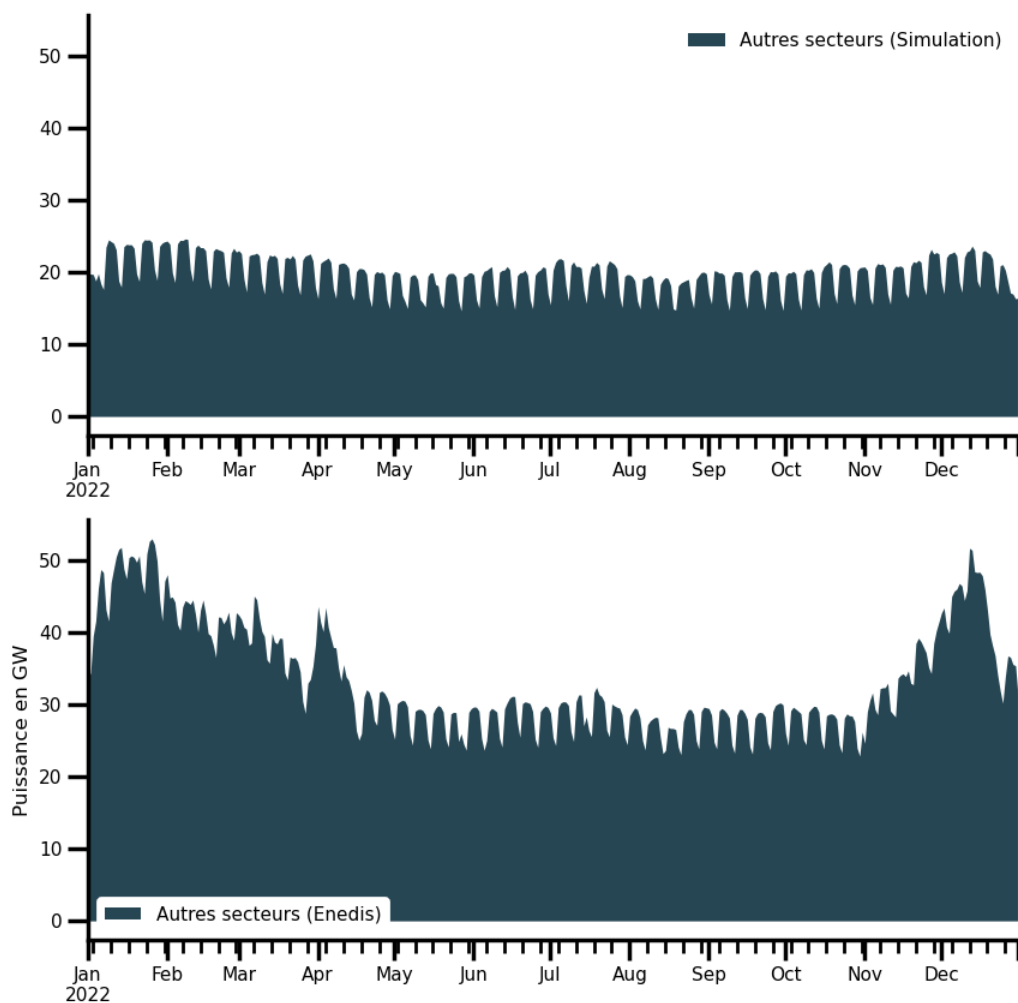 Autres secteurs (Simulation)
50
40
30
20
10
0
Jan Feb Mar Apr May Jun Jul Aug Sep Oct Nov Dec
2022
50
40
30
20
10
0
Puissance en GW
Autres secteurs (Enedis)
Jan Feb Mar Apr May Jun Jul Aug Sep Oct Nov Dec
2022